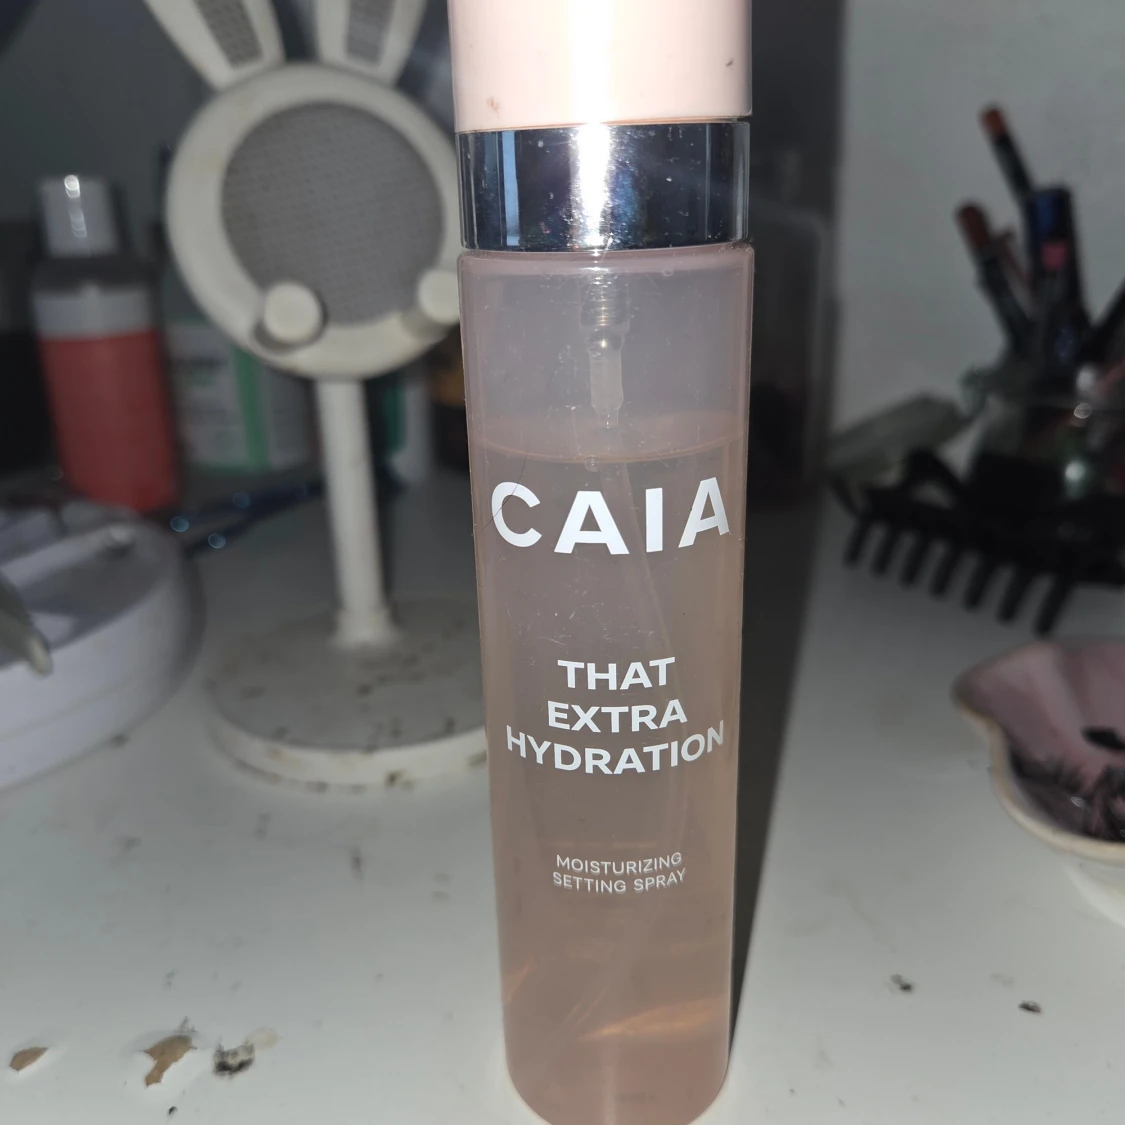 CAIA
THAT
EXTRA
HYDRATION
MOISTURIZING
SETTING SPRAY